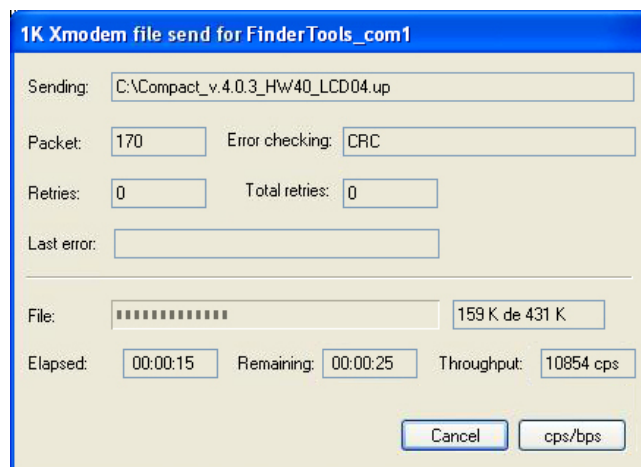 1K Xmodem file send for FinderTools_com1
Sending: C:\Compact_v.4.0.3_HW40_LCD04.up
Packet: 170 Error checking: CRC
Retries: 0 Total retries: 0
Last error:
File: 159 K de 431 K
Elapsed: 00:00:15 Remaining: 00:00:25 Throughput: 10854 cps
Cancel cps/bps